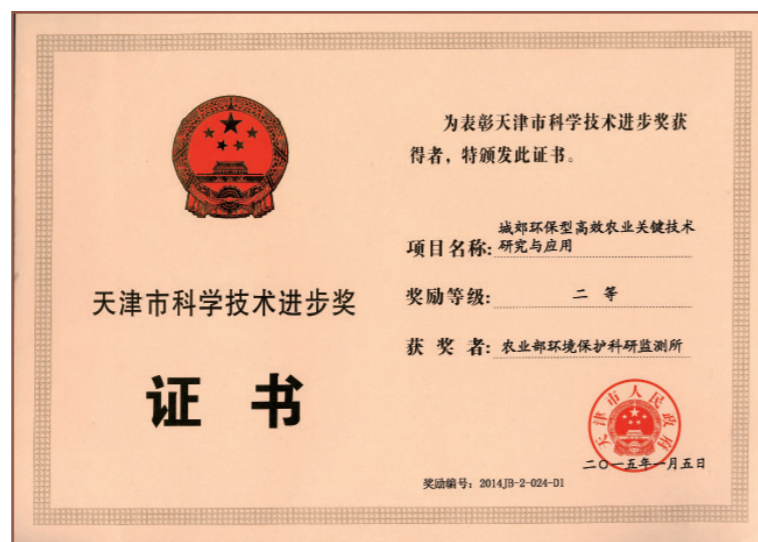 为表彰天津市科学技术进步奖获
得者，特颁发此证书。
城郊环保型高效农业关键技术
项目名称：研究与应用
天津市科学技术进步奖
奖励等级：二 等
获 奖 者：农业部环境保护科研监测所
证 书
天津市人民政府
二〇一五年一月五日
奖励编号：2014JB-2-024-D1